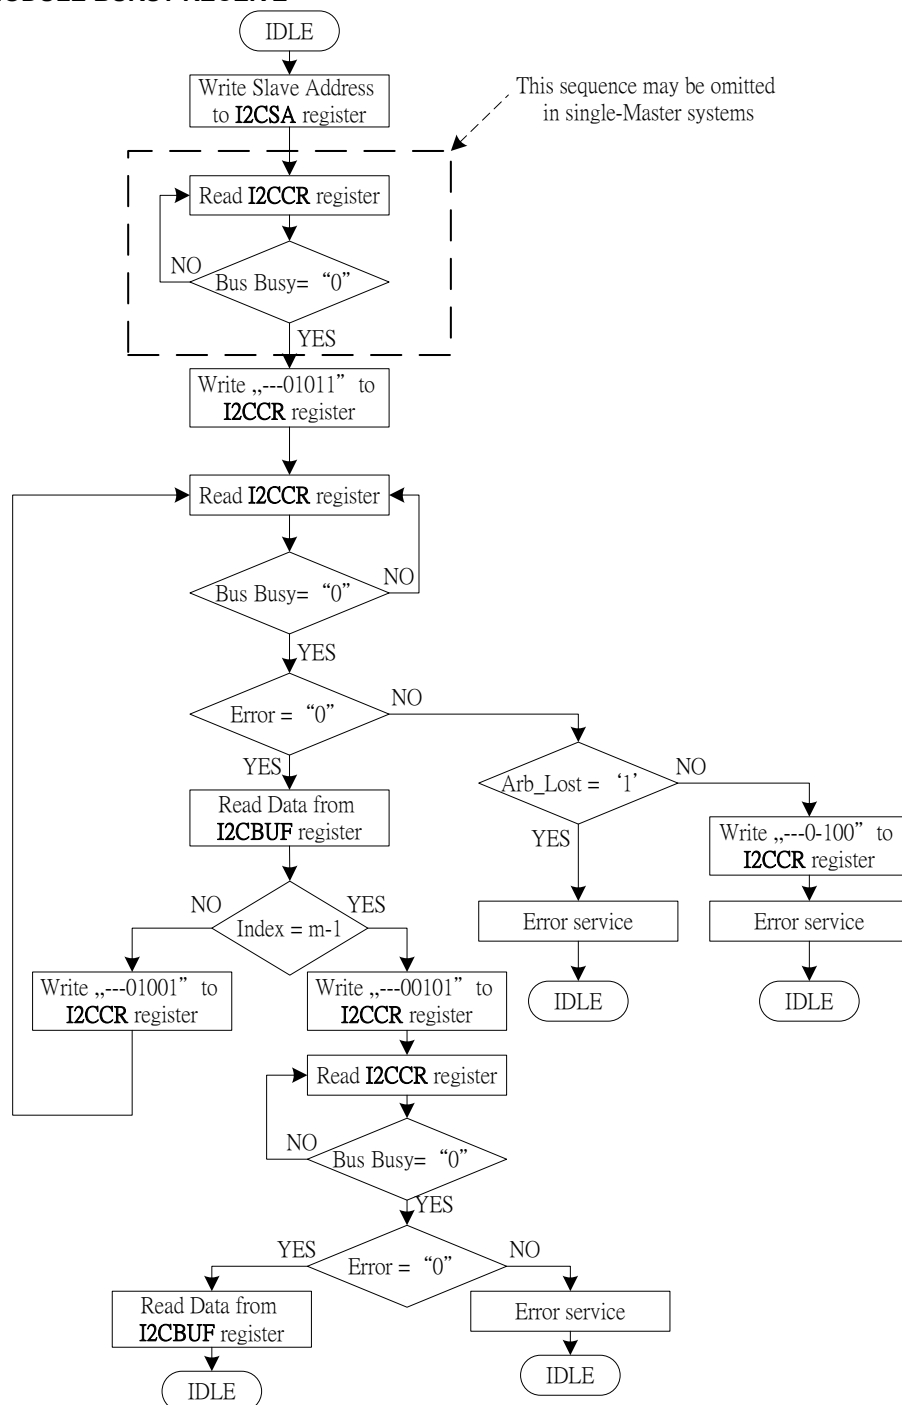 IDLE
Write Slave Address
to I2CSA register
This sequence may be omitted
in single-Master systems
Read I2CCR register
NO
Bus Busy= “0”
YES
Write „---01011” to
I2CCR register
Read I2CCR register
Bus Busy= “0”
NO
YES
Error = “0”
NO
YES
Arb_Lost = ‘1’
NO
YES
Read Data from
I2CBUF register
Write „---0-100” to
I2CCR register
NO
Index = m-1
YES
Error service
Error service
Write „---01001” to
I2CCR register
Write „---00101” to
I2CCR register
IDLE
IDLE
Read I2CCR register
NO
Bus Busy= “0”
YES
YES
Error = “0”
NO
Read Data from
I2CBUF register
Error service
IDLE
IDLE